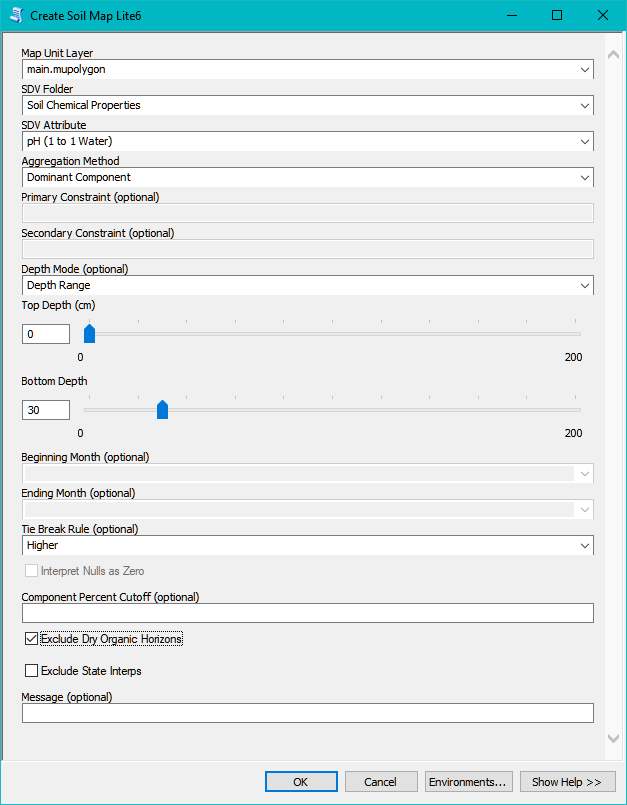 Create Soil Map Lite6
Map Unit Layer
main.mupolygon
SDV Folder
Soil Chemical Properties
SDV Attribute
pH (1 to 1 Water)
Aggregation Method
Dominant Component
Primary Constraint (optional)
Secondary Constraint (optional)
Depth Mode (optional)
Depth Range
Top Depth (cm)
0
0 200
Bottom Depth
30
0 200
Beginning Month (optional)
Ending Month (optional)
Tie Break Rule (optional)
Higher
Interpret Nulls as Zero
Component Percent Cutoff (optional)
Exclude Dry Organic Horizons
Exclude State Interps
Message (optional)
OK Cancel Environments... Show Help >>